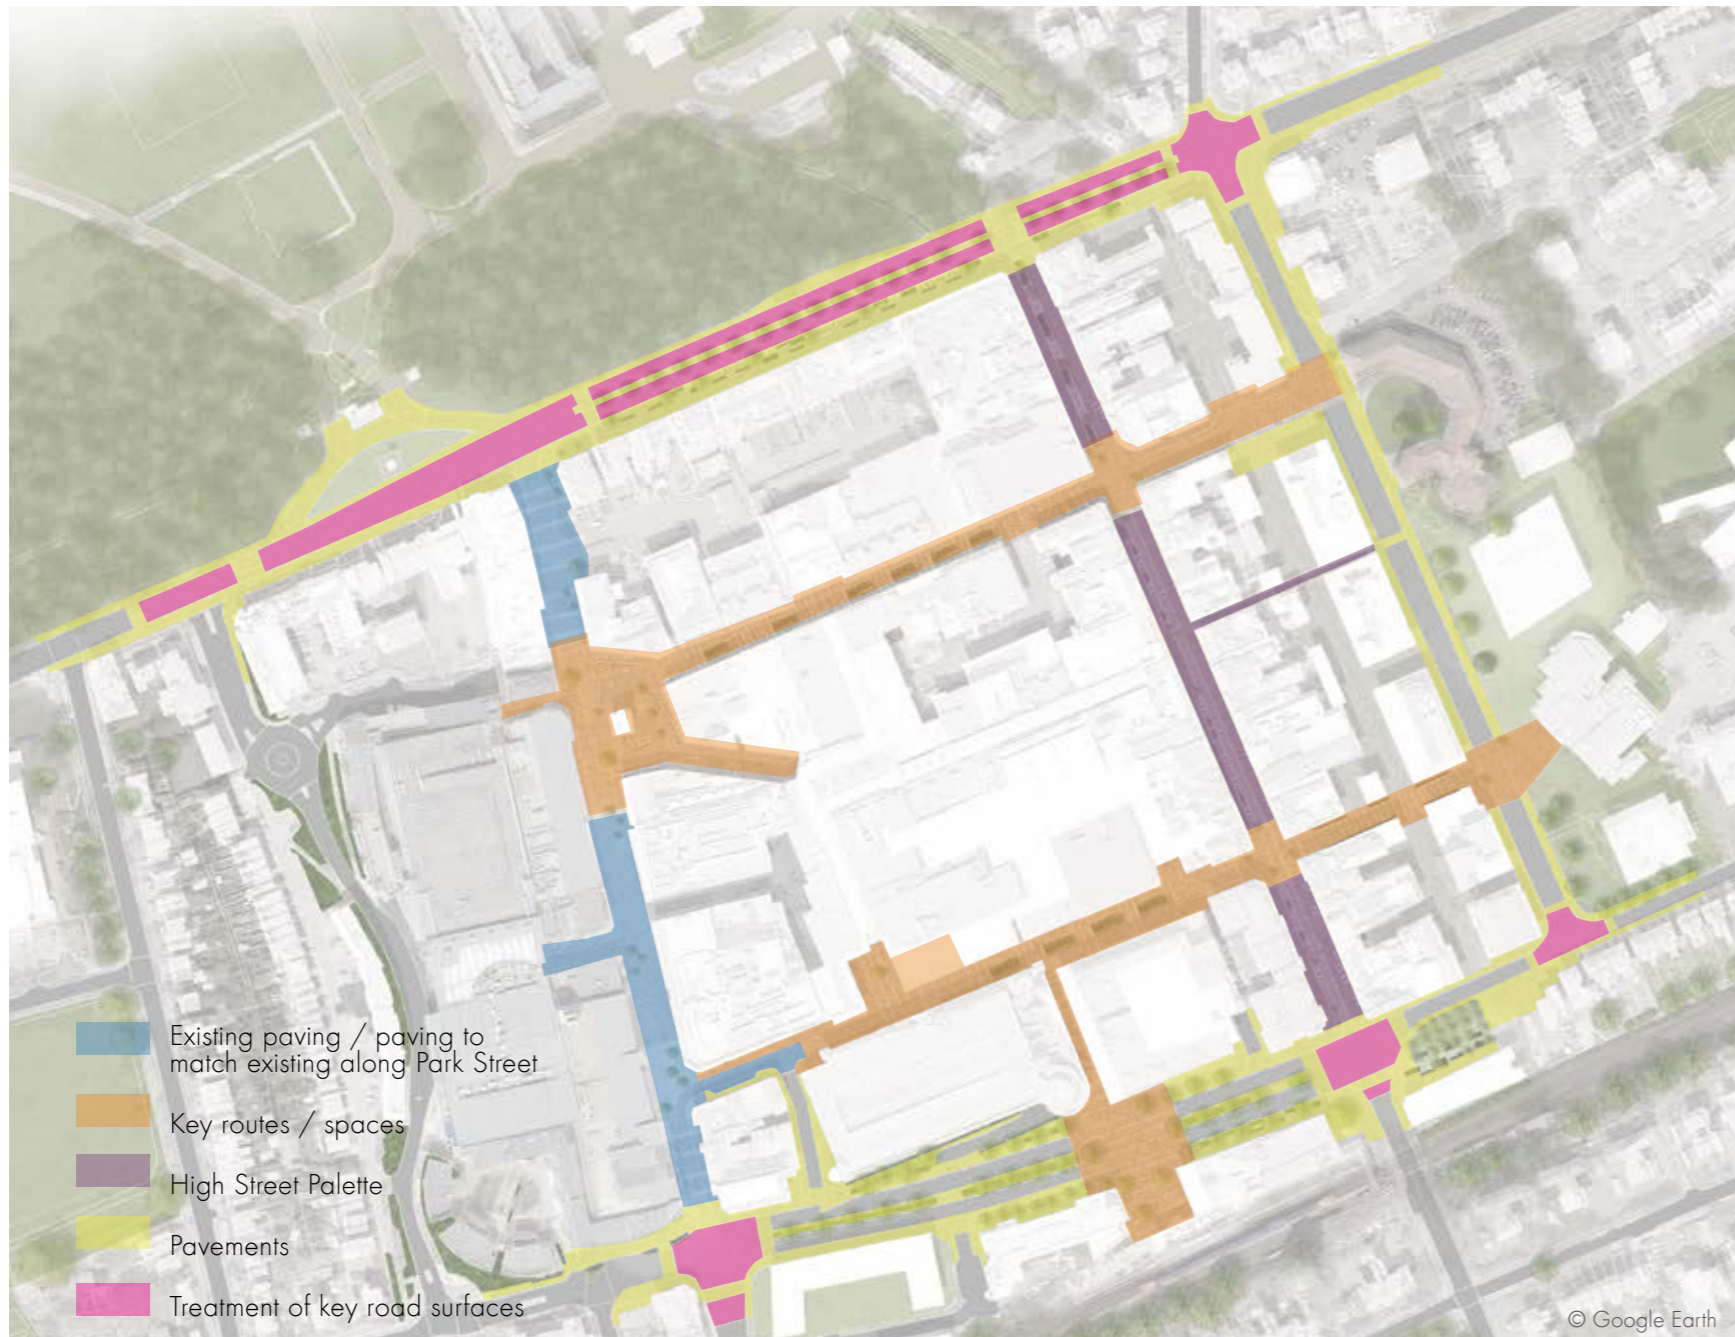 Existing paving / paving to
match existing along Park Street
Key routes / spaces
High Street Palette
Pavements
Treatment of key road surfaces
© Google Earth